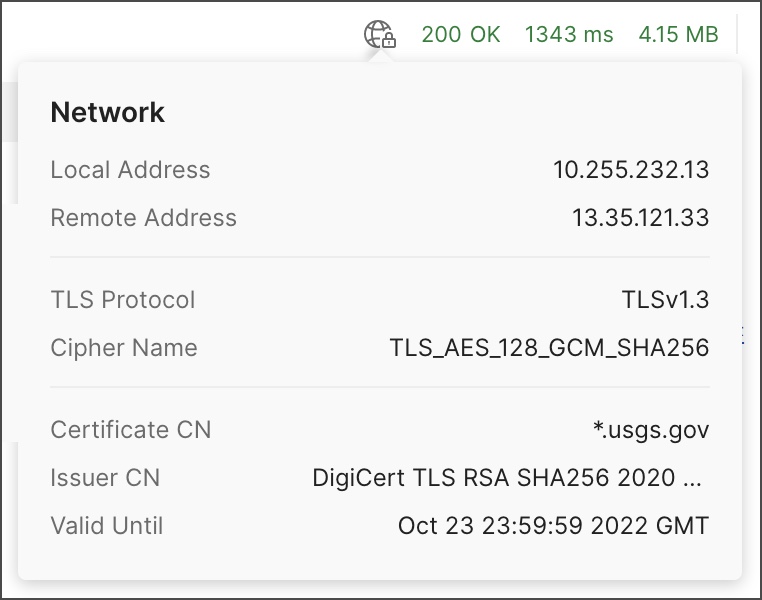 200 OK 1343 ms 4.15 MB
Network
Local Address 10.255.232.13
Remote Address 13.35.121.33
TLS Protocol TLSv1.3
Cipher Name TLS_AES_128_GCM_SHA256
Certificate CN *.usgs.gov
Issuer CN DigiCert TLS RSA SHA256 2020 ...
Valid Until Oct 23 23:59:59 2022 GMT